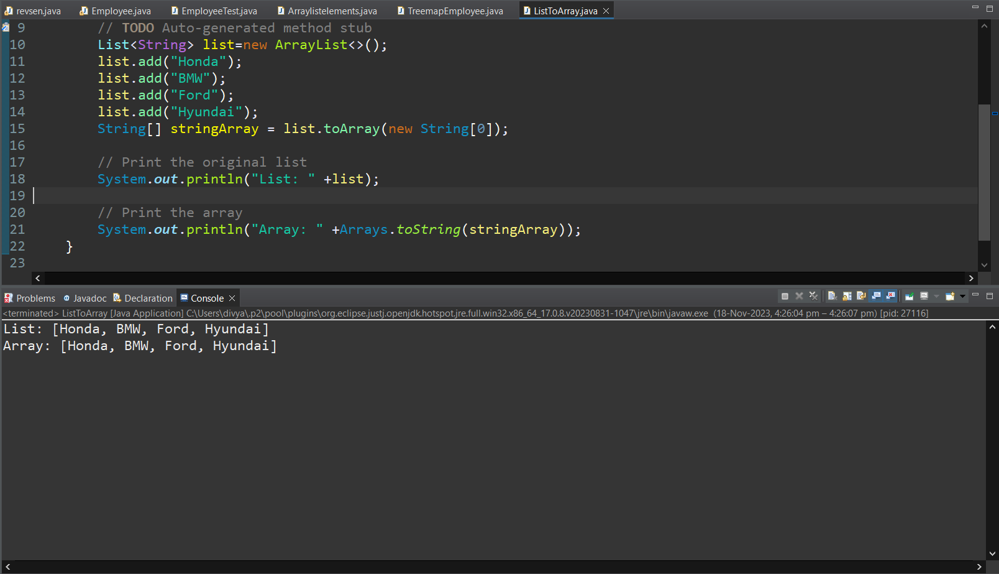 revsen.java Employee.java EmployeeTest.java Arraylistelements.java TreemapEmployee.java ListToArray.java
9 // TODO Auto-generated method stub
10 List<String> list=new ArrayList<>();
11 list.add("Honda");
12 list.add("BMW");
13 list.add("Ford");
14 list.add("Hyundai");
15 String[] stringArray = list.toArray(new String[0]);
16
17 // Print the original list
18 System.out.println("List: " +list);
19
20 // Print the array
21 System.out.println("Array: " +Arrays.toString(stringArray));
22 }
23
Problems Javadoc Declaration Console
<terminated> ListToArray [Java Application] C:\Users\divya\.p2\pool\plugins\org.eclipse.justj.openjdk.hotspot.jre.full.win32.x86_64_17.0.8.v20230831-1047\jre\bin\javaw.exe (18-Nov-2023, 4:26:04 pm – 4:26:07 pm) [pid: 27116]
List: [Honda, BMW, Ford, Hyundai]
Array: [Honda, BMW, Ford, Hyundai]